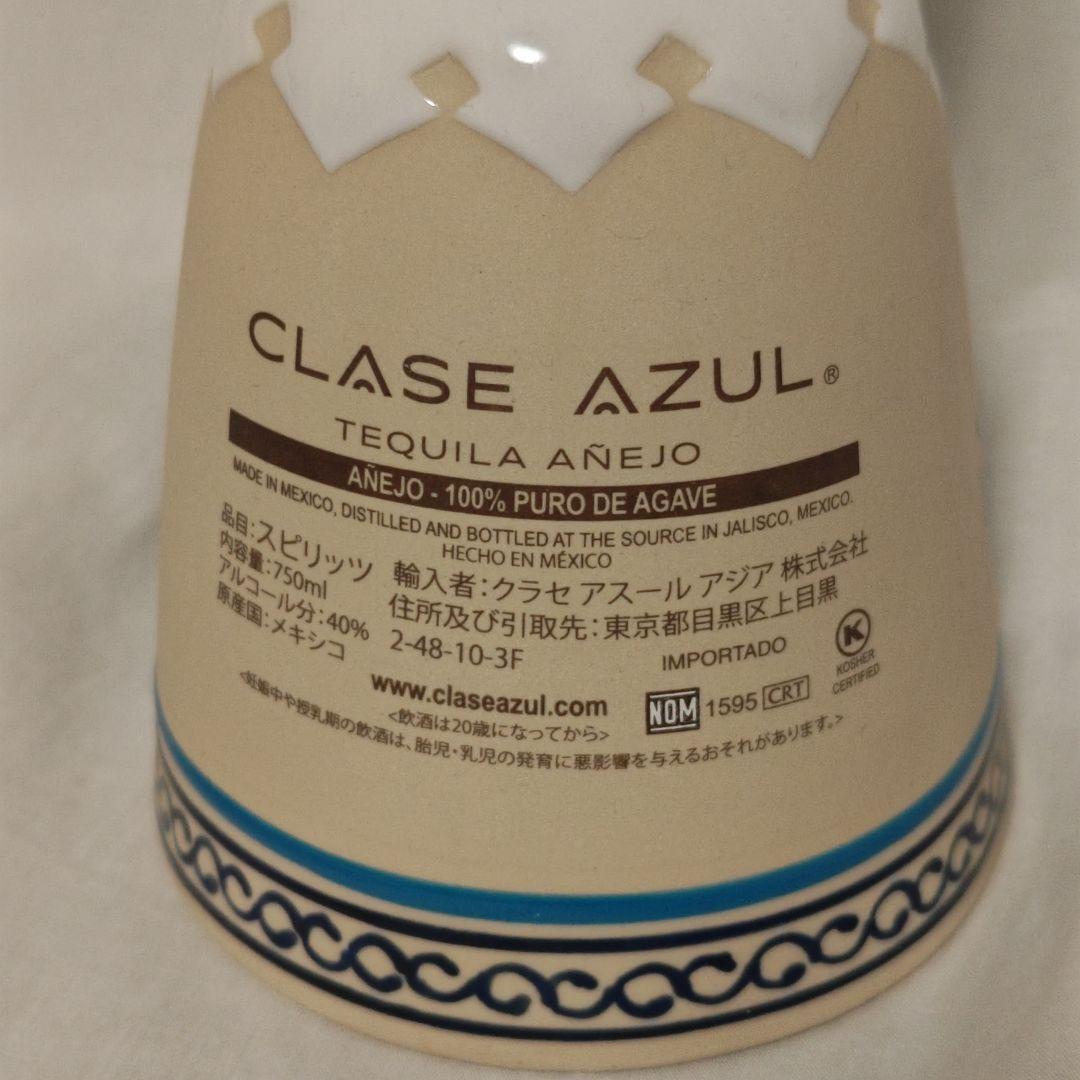 CLASE AZUL®
TEQUILA AÑEJO
AÑEJO - 100% PURO DE AGAVE
MADE IN MEXICO, DISTILLED AND BOTTLED AT THE SOURCE IN JALISCO, MEXICO.
HECHO EN MÉXICO
品目:スピリッツ
内容量:750ml
アルコール分:40%
原産国:メキシコ
輸入者:クラセ アスール アジア 株式会社
住所及び引取先:東京都目黒区上目黒
2-48-10-3F
IMPORTADO
K
KOSHER
CERTIFIED
www.claseazul.com
NOM 1595 CRT
<飲酒は20歳になってから>
<妊娠中や授乳期の飲酒は、胎児・乳児の発育に悪影響を与えるおそれがあります。>